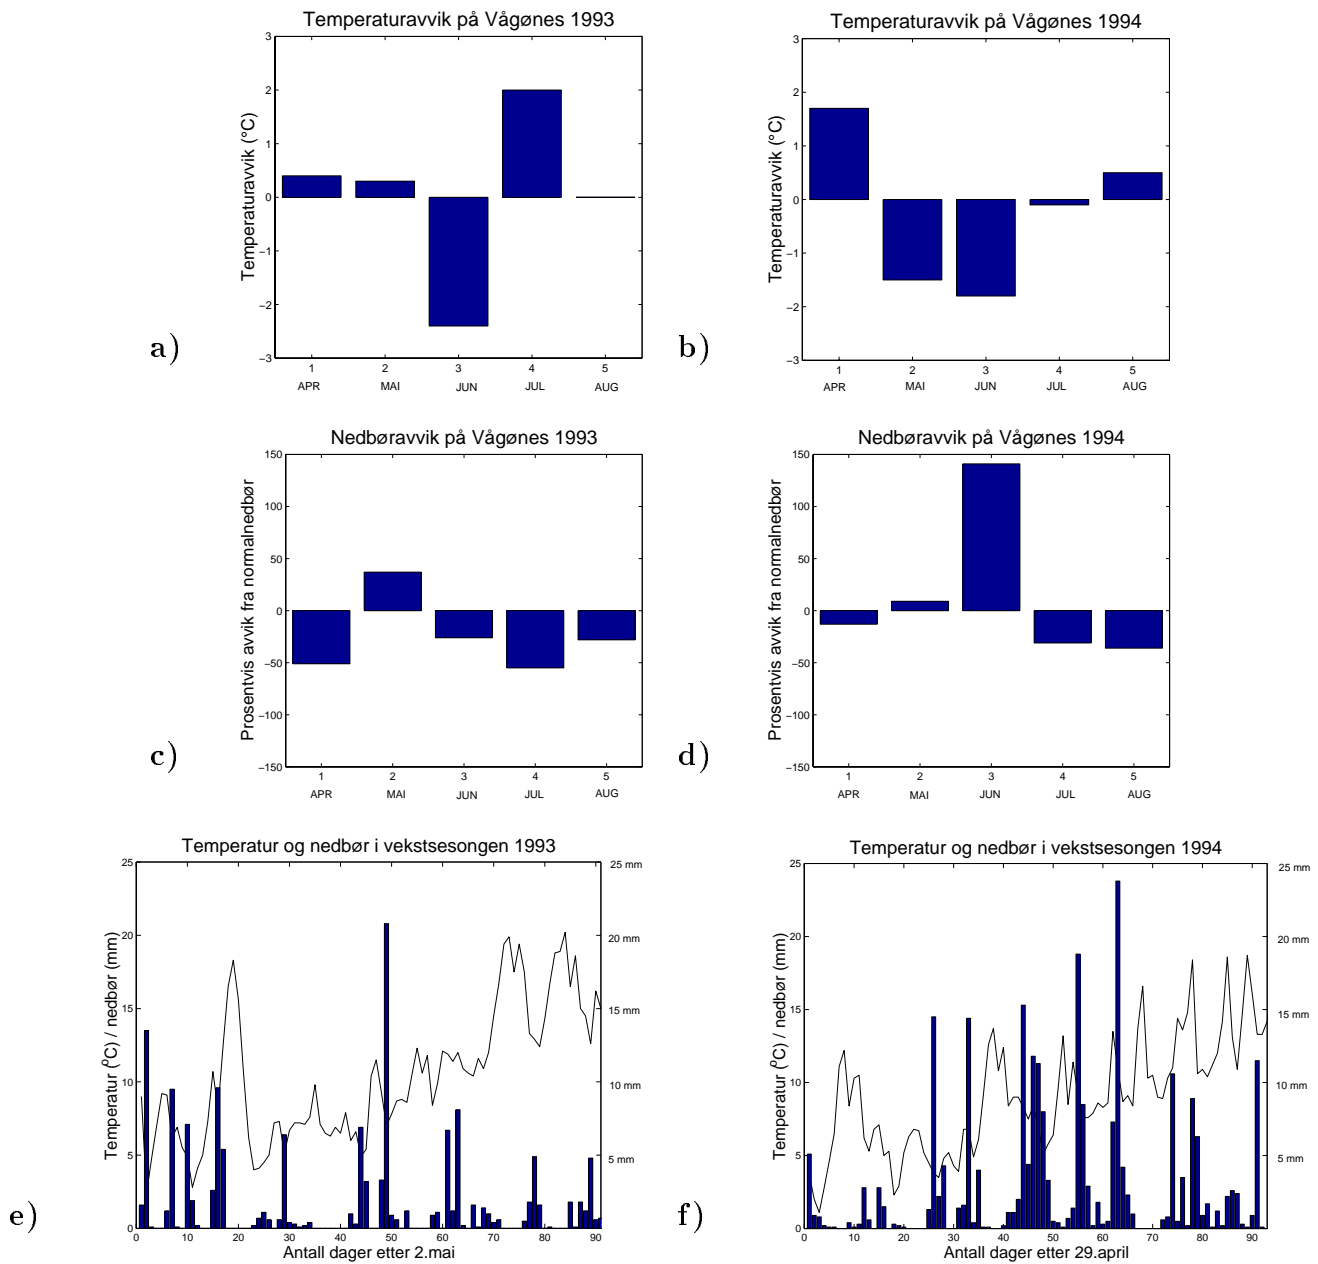 Temperaturavvik på Vågønes 1993
3
2
1
0
−1
−2
−3
Temperaturavvik (°C)
1 2 3 4 5
APR MAI JUN JUL AUG
a)
Temperaturavvik på Vågønes 1994
3
2
1
0
−1
−2
−3
Temperaturavvik (°C)
1 2 3 4 5
APR MAI JUN JUL AUG
b)
Nedbøravvik på Vågønes 1993
150
100
50
0
−50
−100
−150
Prosentvis avvik fra normalnedbør
1 2 3 4 5
APR MAI JUN JUL AUG
c)
Nedbøravvik på Vågønes 1994
150
100
50
0
−50
−100
−150
Prosentvis avvik fra normalnedbør
1 2 3 4 5
APR MAI JUN JUL AUG
d)
Temperatur og nedbør i vekstsesongen 1993
25
20
15
10
5
0
Temperatur (⁰C) / nedbør (mm)
25 mm
20 mm
15 mm
10 mm
5 mm
0 10 20 30 40 50 60 70 80 90
Antall dager etter 2.mai
e)
Temperatur og nedbør i vekstsesongen 1994
25
20
15
10
5
0
Temperatur (⁰C) / nedbør (mm)
25 mm
20 mm
15 mm
10 mm
5 mm
0 10 20 30 40 50 60 70 80 90
Antall dager etter 29.april
f)